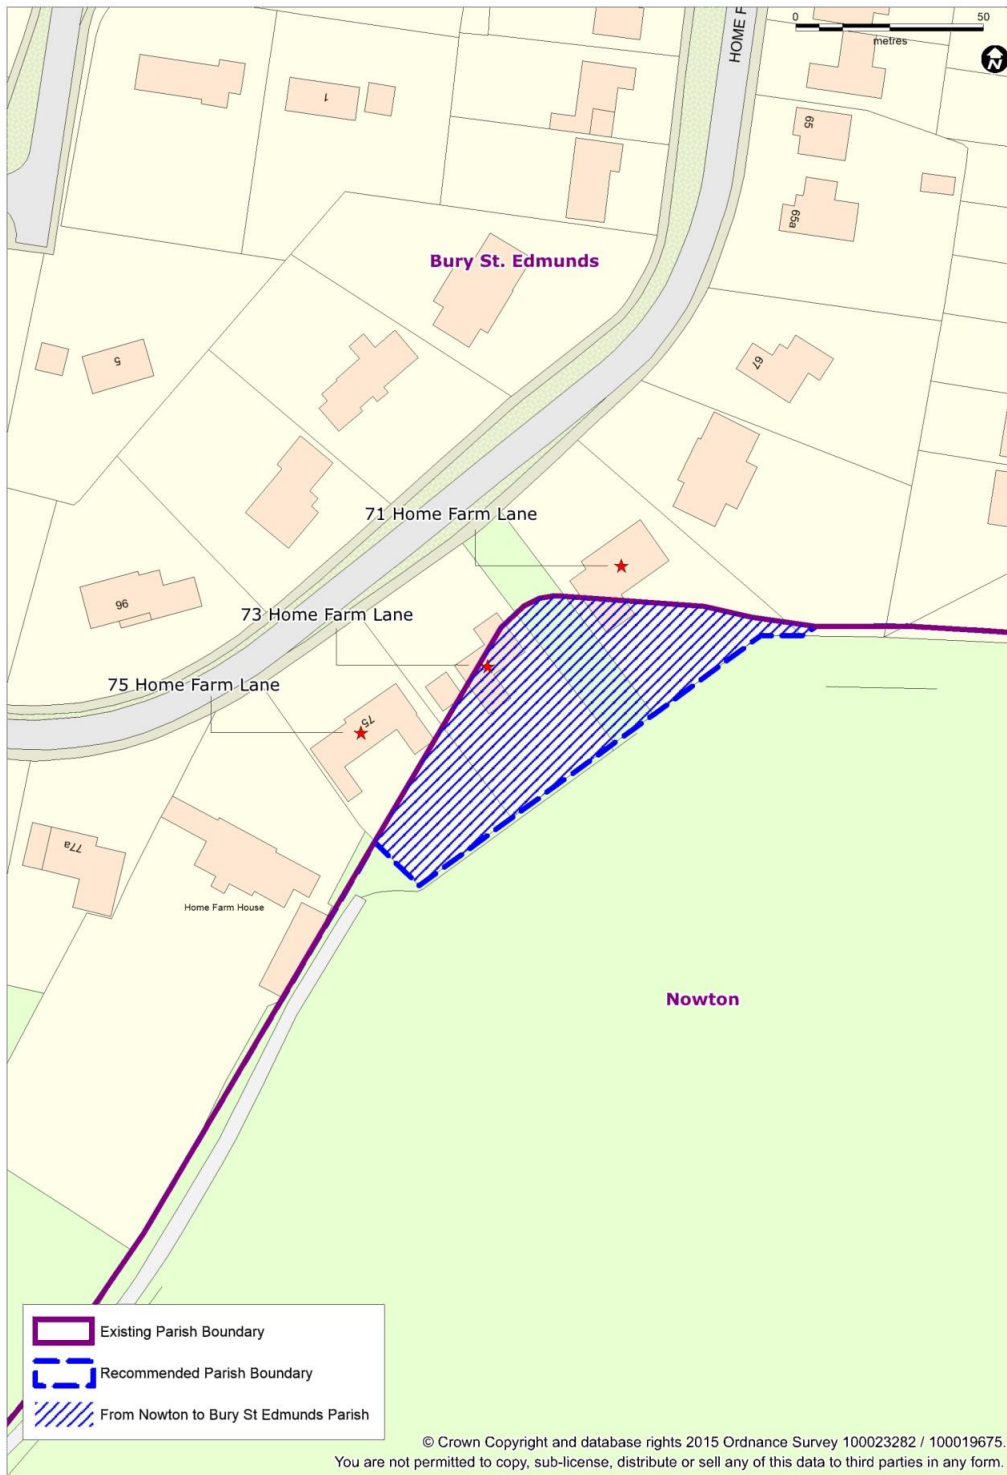 0 50
metres
N
HOME F
1
65
65a
Bury St. Edmunds
5
67
71 Home Farm Lane
96
73 Home Farm Lane
75 Home Farm Lane
75
77a
Home Farm House
Nowton
Existing Parish Boundary
Recommended Parish Boundary
From Nowton to Bury St Edmunds Parish
© Crown Copyright and database rights 2015 Ordnance Survey 100023282 / 100019675.
You are not permitted to copy, sub-license, distribute or sell any of this data to third parties in any form.